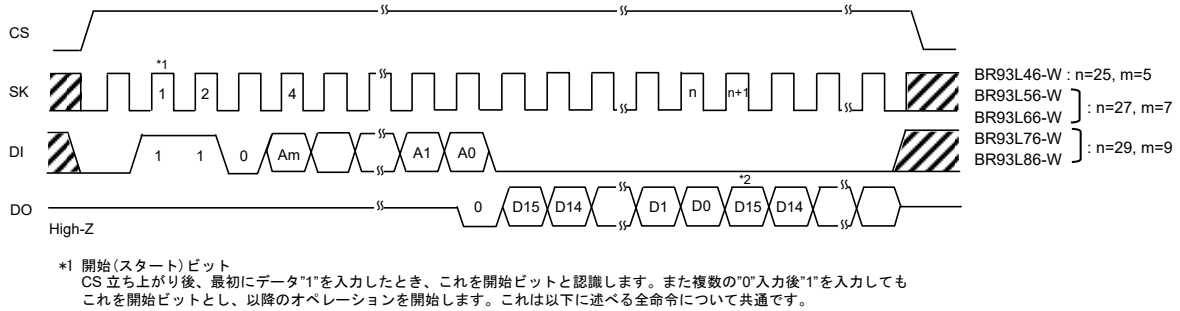 CS
*1
SK 1 2 4 n n+1
BR93L46-W : n=25, m=5
BR93L56-W
BR93L66-W
: n=27, m=7
BR93L76-W
BR93L86-W
: n=29, m=9
DI 1 1 0 Am A1 A0
*2
DO 0 D15 D14 D1 D0 D15 D14
High-Z
*1 開始(スタート)ビット
CS 立ち上がり後、最初にデータ"1"を入力したとき、これを開始ビットと認識します。また複数の"0"入力後"1"を入力しても
これを開始ビットとし、以降のオペレーションを開始します。これは以下に述べる全命令について共通です。